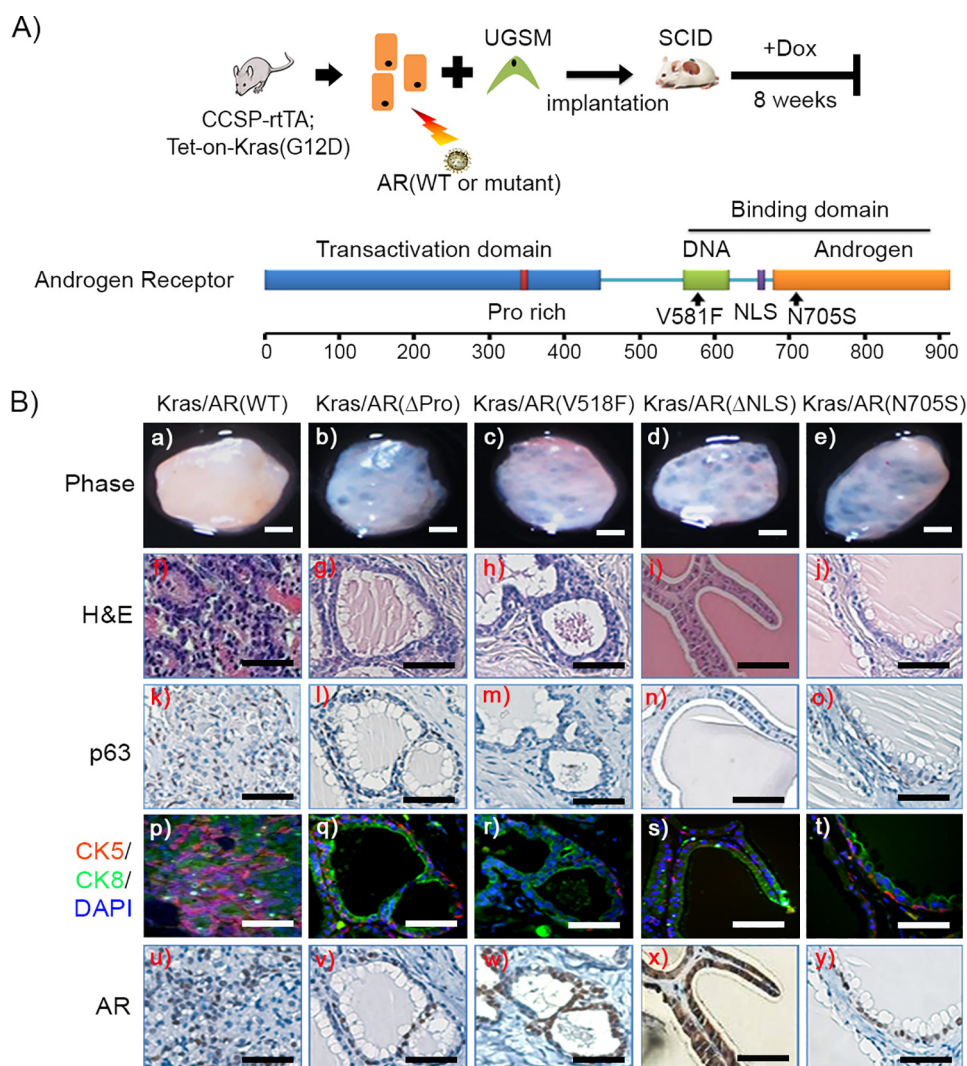 A)
UGSM
SCID
+Dox
implantation
8 weeks
CCSP-rtTA;
Tet-on-Kras(G12D)
AR(WT or mutant)
Binding domain
Transactivation domain
DNA
Androgen
Androgen Receptor
Pro rich
V581F
NLS
N705S
0 100 200 300 400 500 600 700 800 900
B)
Kras/AR(WT) Kras/AR(ΔPro) Kras/AR(V518F) Kras/AR(ΔNLS) Kras/AR(N705S)
Phase
a) b) c) d) e)
H&E
f) g) h) i) j)
p63
k) l) m) n) o)
CK5/
CK8/
DAPI
p) q) r) s) t)
AR
u) v) w) x) y)